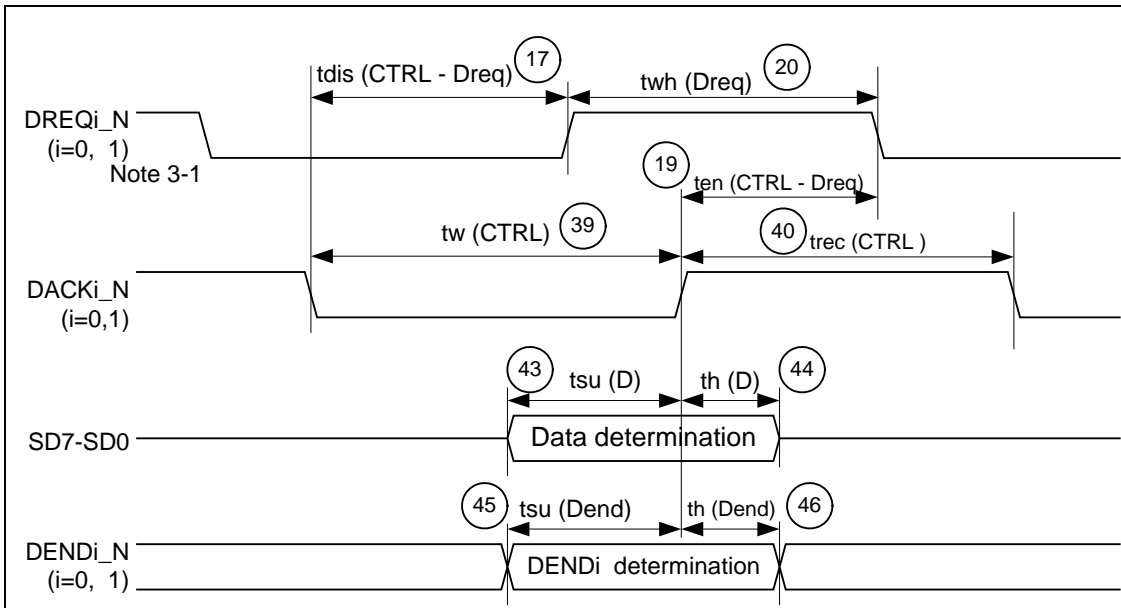 tdis (CTRL - Dreq) 17
twh (Dreq) 20
DREQi_N
(i=0, 1)
Note 3-1
19 ten (CTRL - Dreq)
tw (CTRL) 39
40 trec (CTRL )
DACKi_N
(i=0,1)
43 tsu (D) th (D) 44
SD7-SD0 Data determination
45 tsu (Dend) th (Dend) 46
DENDi_N
(i=0, 1)
DENDi determination